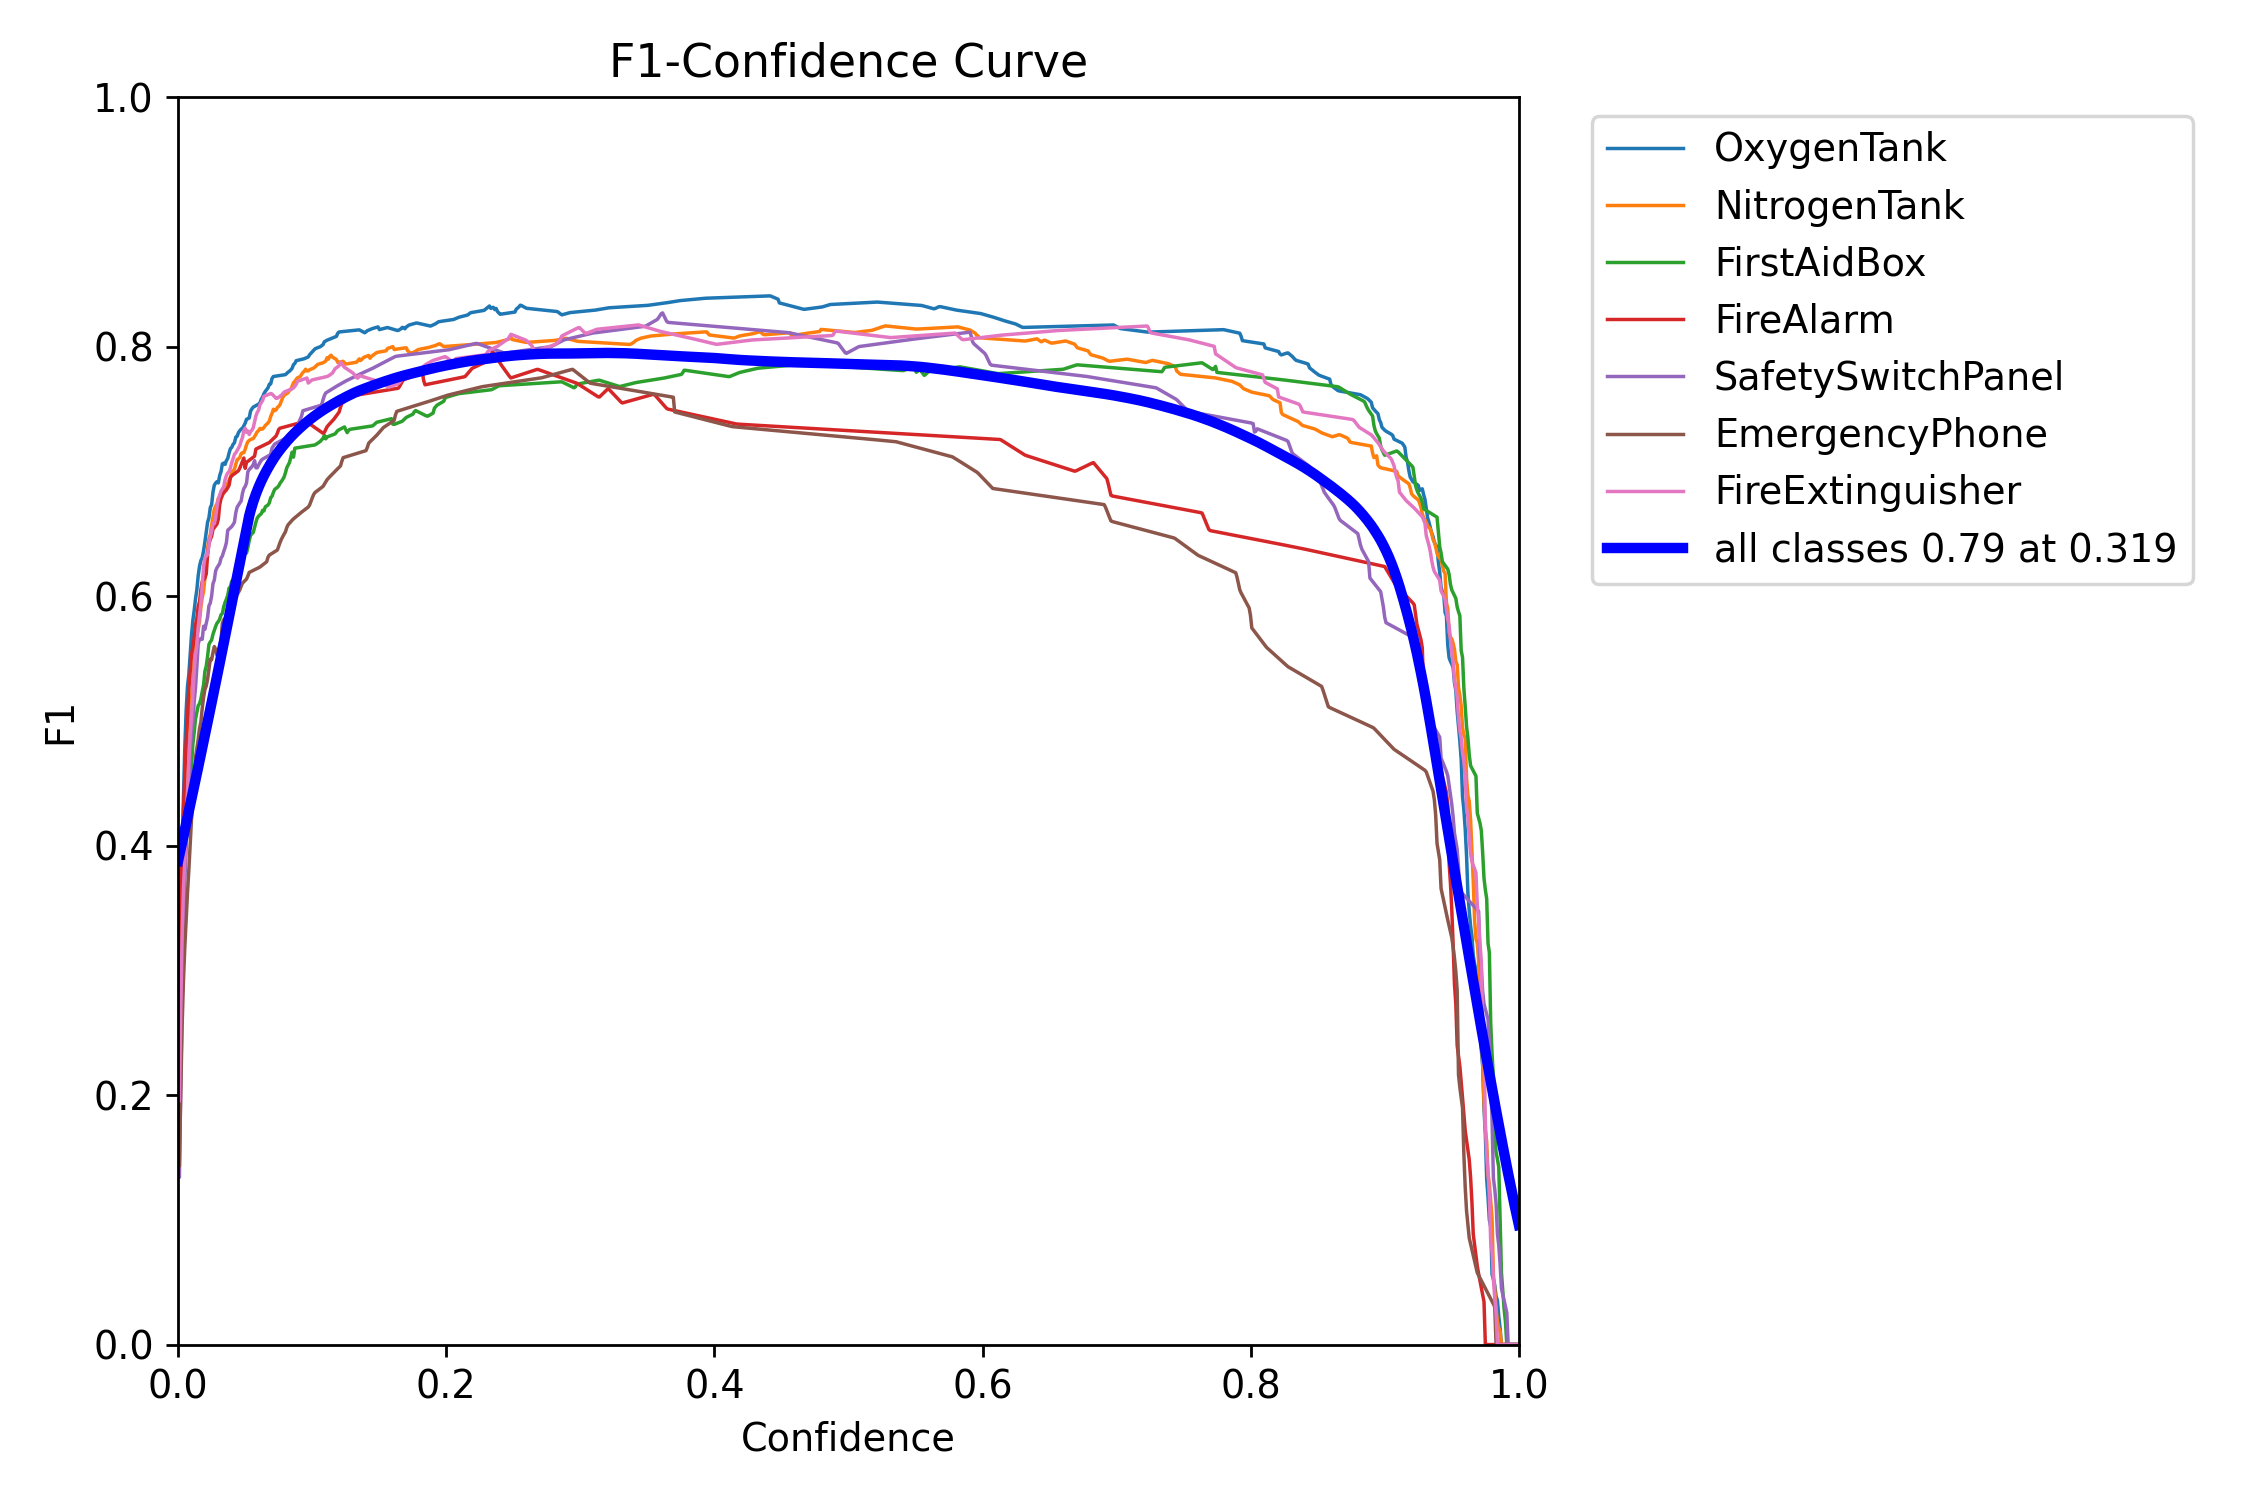 F1-Confidence Curve
1.0
0.8
0.6
0.4
0.2
0.0
F1
0.0 0.2 0.4 0.6 0.8 1.0
Confidence
OxygenTank
NitrogenTank
FirstAidBox
FireAlarm
SafetySwitchPanel
EmergencyPhone
FireExtinguisher
all classes 0.79 at 0.319